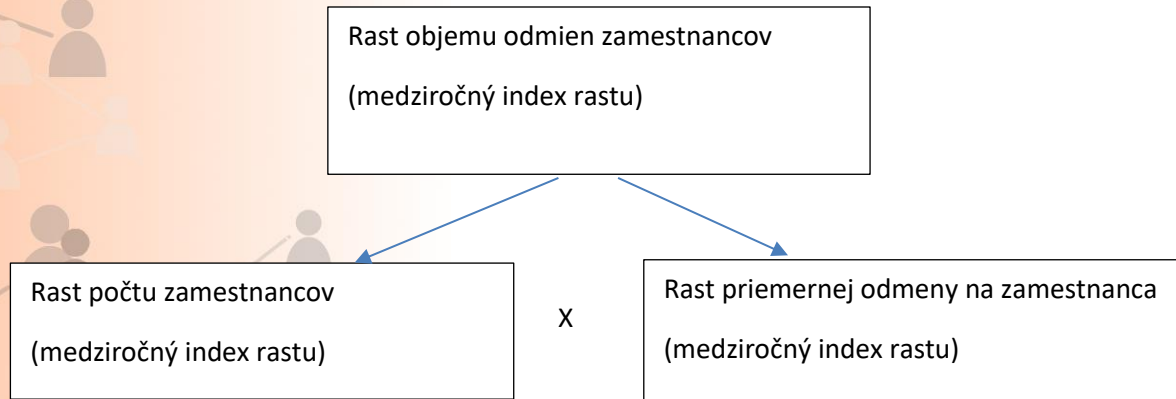 Rast objemu odmien zamestnancov
(medziročný index rastu)
Rast počtu zamestnancov
(medziročný index rastu)
X
Rast priemernej odmeny na zamestnanca
(medziročný index rastu)